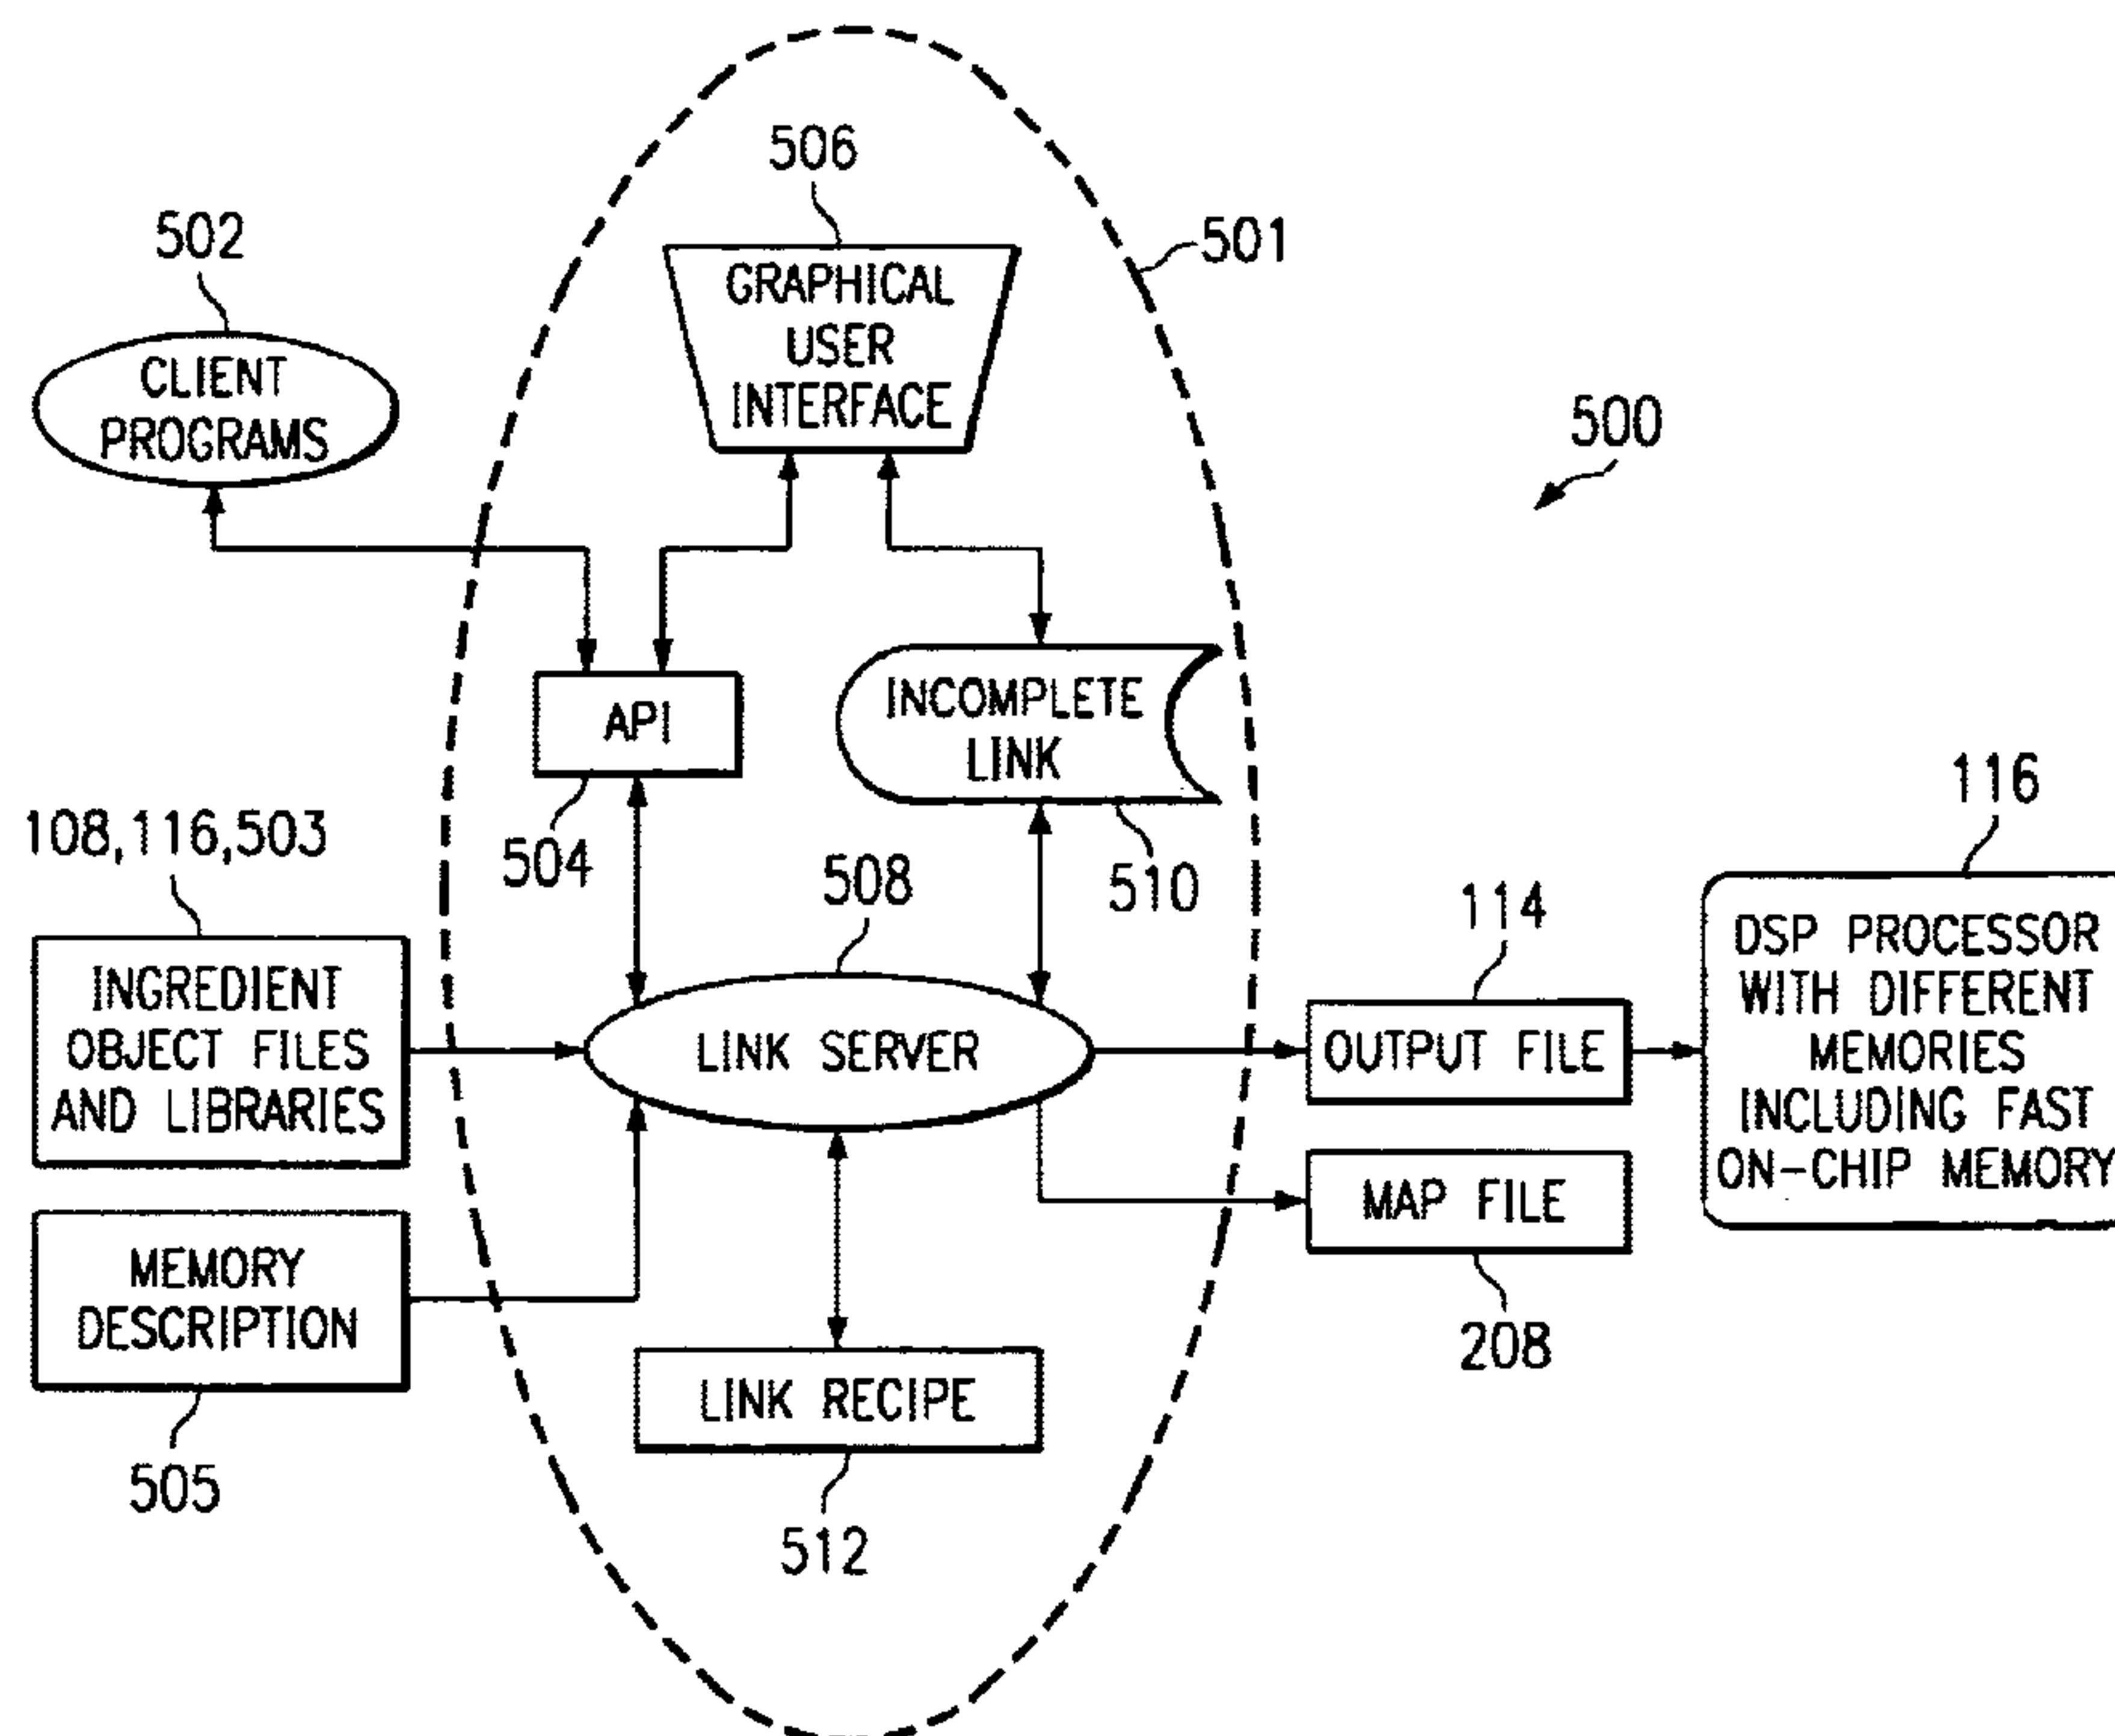 506
502
501
GRAPHICAL
USER
INTERFACE
CLIENT
PROGRAMS
500
API
INCOMPLETE
LINK
116
108,116,503
504
508
510
114
INGREDIENT
OBJECT FILES
AND LIBRARIES
LINK SERVER
OUTPUT FILE
DSP PROCESSOR
WITH DIFFERENT
MEMORIES
INCLUDING FAST
ON-CHIP MEMORY
MAP FILE
MEMORY
DESCRIPTION
208
LINK RECIPE
505
512